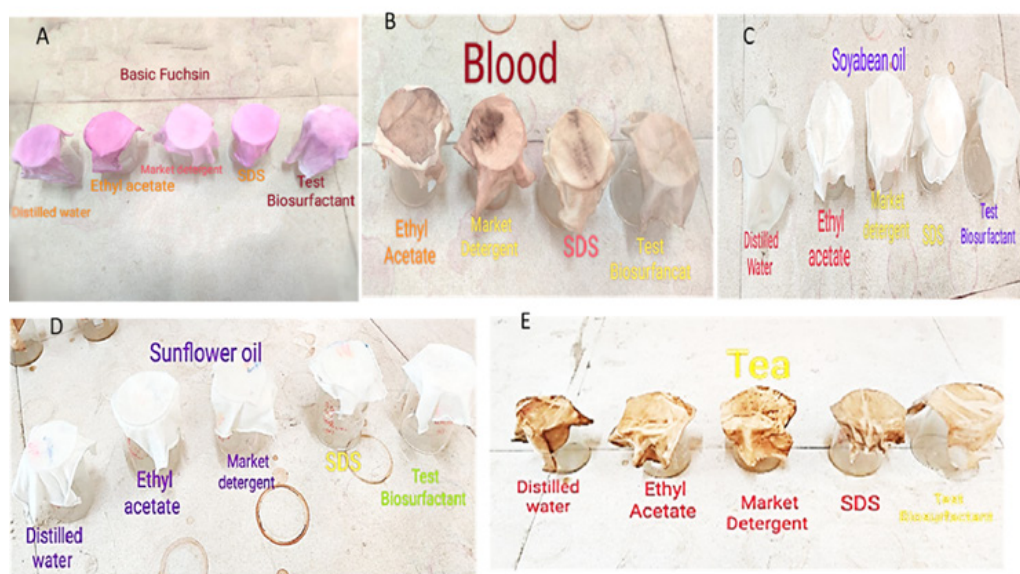 A
Basic Fuchsin
Distilled water
Ethyl acetate
Market detergent
SDS
Test
Biosurfactant
B
Blood
Ethyl
Acetate
Market
Detergent
SDS
Test
Biosurfancat
C
Soyabean oil
Distilled
Water
Ethyl
acetate
Market
detergent
SDS
Test
Biosurfactant
D
Sunflower oil
Distilled
water
Ethyl
acetate
Market
detergent
SDS
Test
Biosurfactant
E
Tea
Distilled
water
Ethyl
Acetate
Market
Detergent
SDS
Test
Biosurfactant